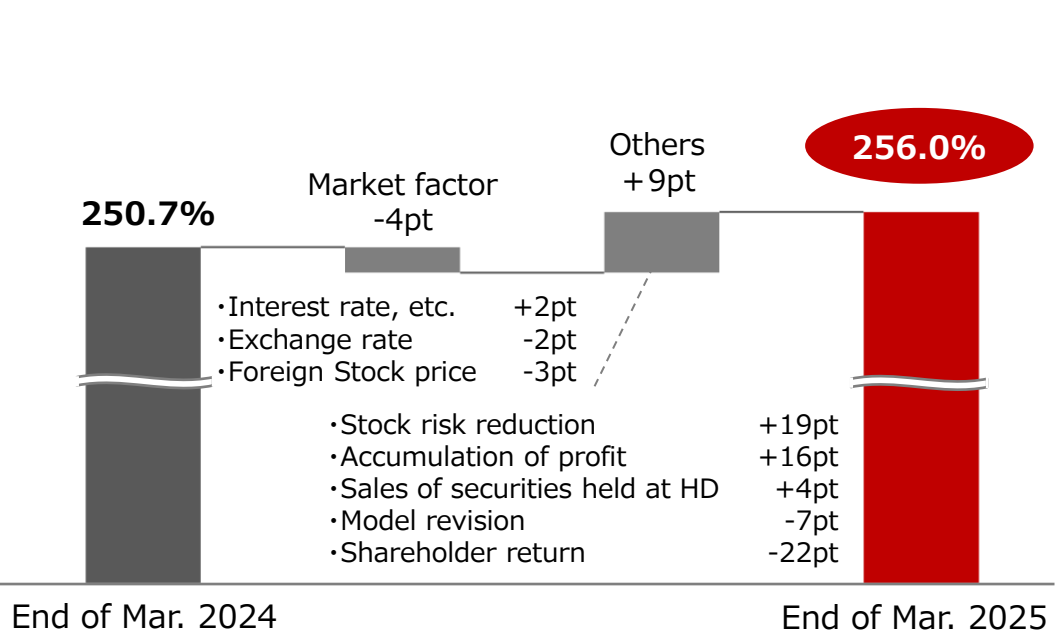 Others
+9pt
256.0%
Market factor
-4pt
250.7%
・Interest rate, etc. +2pt
・Exchange rate -2pt
・Foreign Stock price -3pt
・Stock risk reduction +19pt
・Accumulation of profit +16pt
・Sales of securities held at HD +4pt
・Model revision -7pt
・Shareholder return -22pt
End of Mar. 2024
End of Mar. 2025